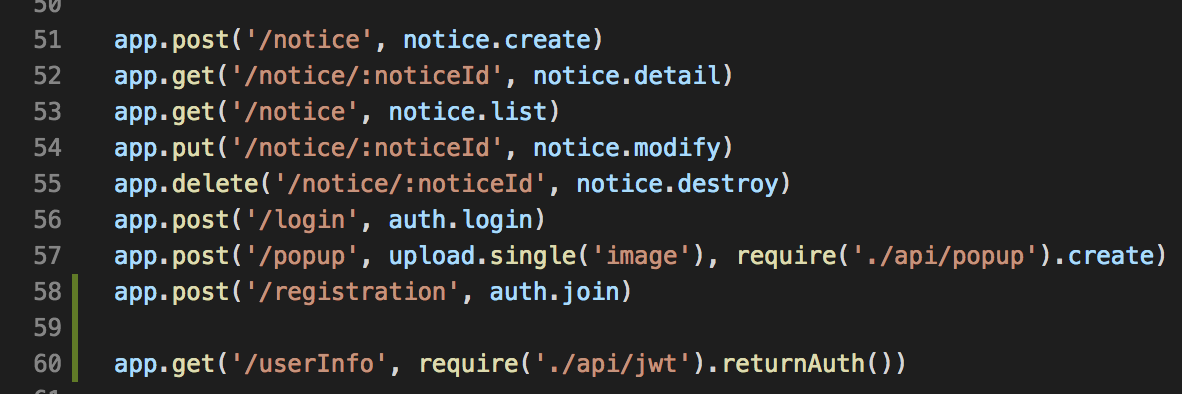 50
51 app.post('/notice', notice.create)
52 app.get('/notice/:noticeId', notice.detail)
53 app.get('/notice', notice.list)
54 app.put('/notice/:noticeId', notice.modify)
55 app.delete('/notice/:noticeId', notice.destroy)
56 app.post('/login', auth.login)
57 app.post('/popup', upload.single('image'), require('./api/popup').create)
58 app.post('/registration', auth.join)
59
60 app.get('/userInfo', require('./api/jwt').returnAuth())
61